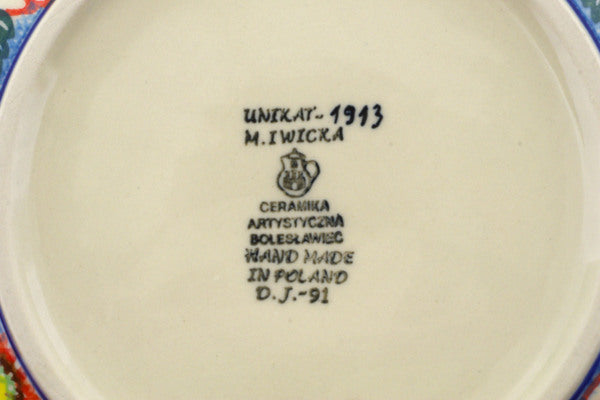 UNIKAT-1913
M.IWICKA
CERAMIKA
ARTYSTYCZNA
BOLESŁAWIEC
HAND MADE
IN POLAND
D.J.-91